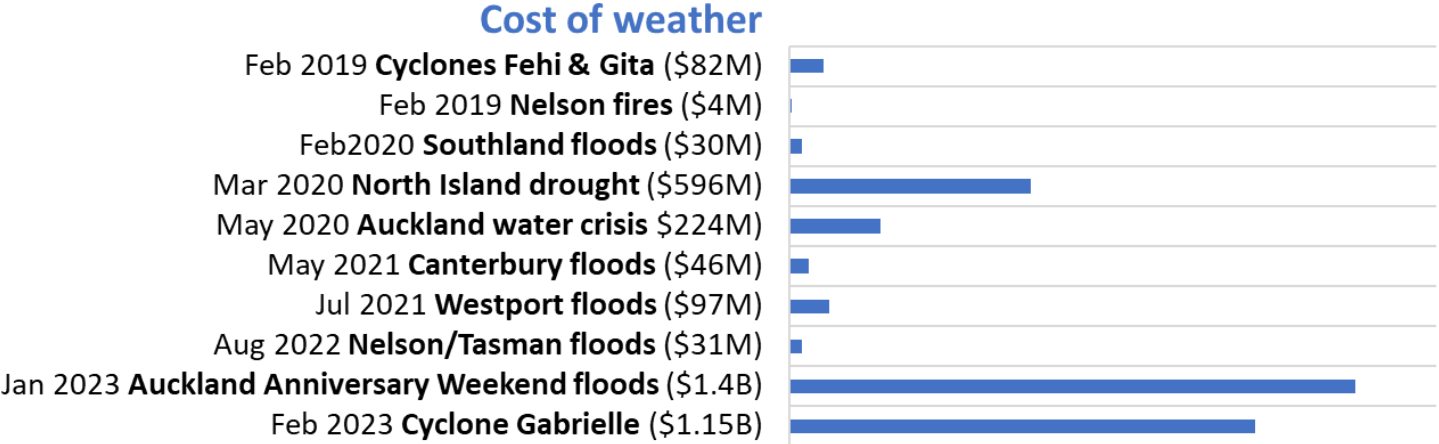 Cost of weather
Feb 2019 Cyclones Fehi & Gita ($82M)
Feb 2019 Nelson fires ($4M)
Feb2020 Southland floods ($30M)
Mar 2020 North Island drought ($596M)
May 2020 Auckland water crisis $224M)
May 2021 Canterbury floods ($46M)
Jul 2021 Westport floods ($97M)
Aug 2022 Nelson/Tasman floods ($31M)
Jan 2023 Auckland Anniversary Weekend floods ($1.4B)
Feb 2023 Cyclone Gabrielle ($1.15B)